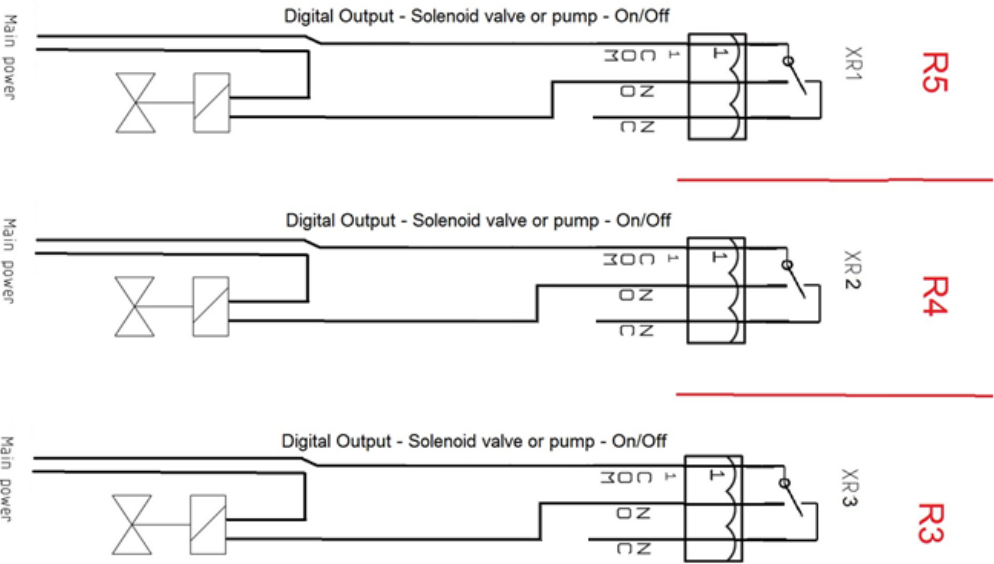 Digital Output - Solenoid valve or pump - On/Off
Main power
COM 1
NO
NC
1
XR1
R5
Digital Output - Solenoid valve or pump - On/Off
Main power
COM 1
NO
NC
1
XR2
R4
Digital Output - Solenoid valve or pump - On/Off
Main power
COM 1
NO
NC
1
XR3
R3